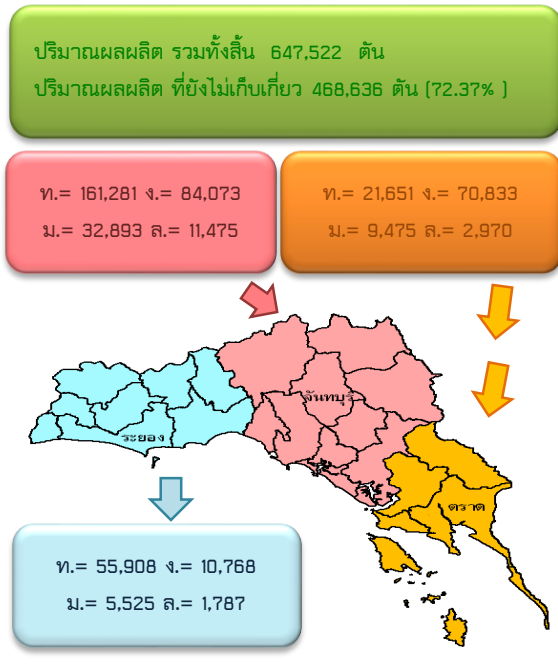 ปริมาณผลผลิต รวมทั้งสิ้น 647,522 ตัน
ปริมาณผลผลิต ที่ยังไม่เก็บเกี่ยว 468,636 ตัน (72.37% )
ท.= 161,281 ง.= 84,073
ม.= 32,893 ล.= 11,475
ท.= 21,651 ง.= 70,833
ม.= 9,475 ล.= 2,970
จันทบุรี
ระยอง
ตราด
ท.= 55,908 ง.= 10,768
ม.= 5,525 ล.= 1,787